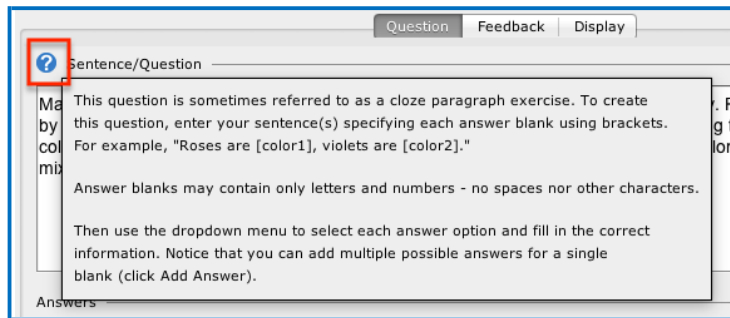 Question Feedback Display
Sentence/Question
This question is sometimes referred to as a cloze paragraph exercise. To create
this question, enter your sentence(s) specifying each answer blank using brackets.
For example, "Roses are [color1], violets are [color2]."
Answer blanks may contain only letters and numbers - no spaces nor other characters.
Then use the dropdown menu to select each answer option and fill in the correct
information. Notice that you can add multiple possible answers for a single
blank (click Add Answer).
Answers